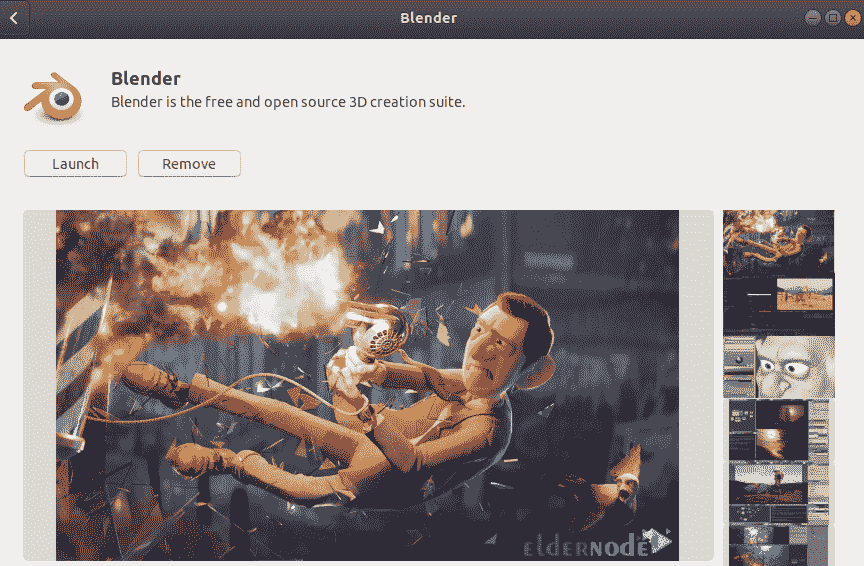 Blender
Blender
Blender is the free and open source 3D creation suite.
Launch
Remove
eldernode